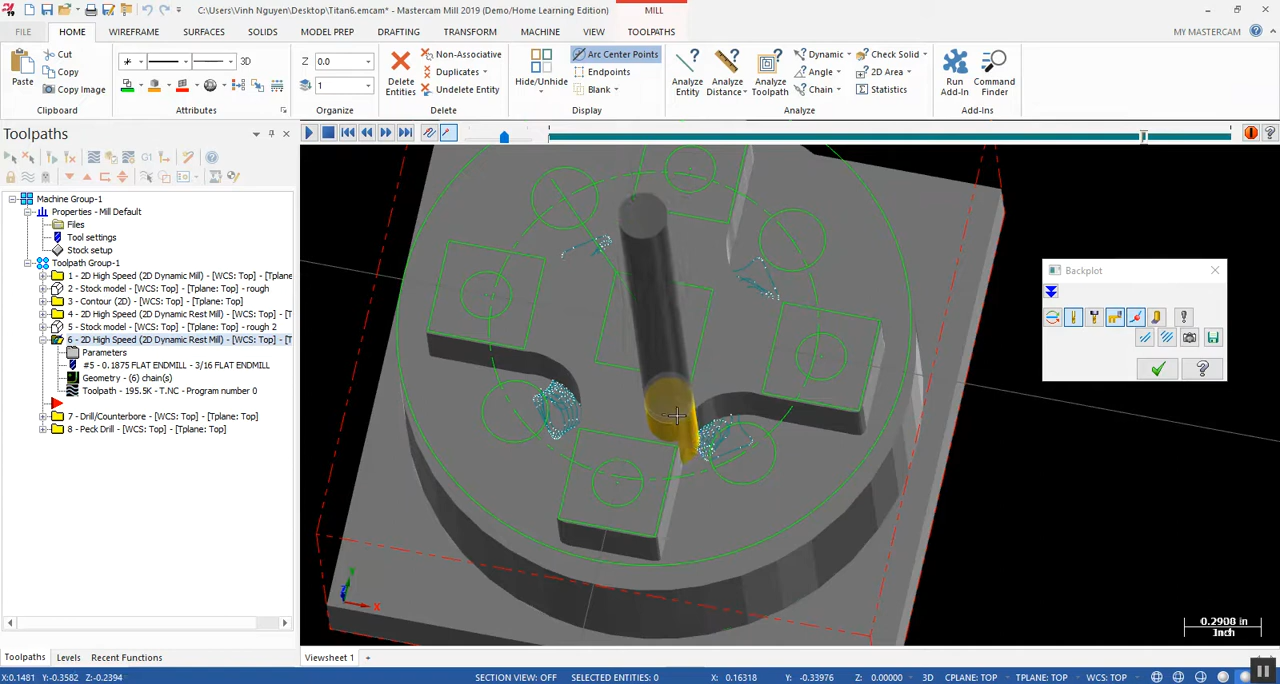 C:\Users\Vinh Nguyen\Desktop\Titan6.emcam* - Mastercam Mill 2019 (Demo/Home Learning Edition)
MILL
FILE HOME WIREFRAME SURFACES SOLIDS MODEL PREP DRAFTING TRANSFORM MACHINE VIEW TOOLPATHS MY MASTERCAM
Paste
Cut
Copy
Copy Image
Clipboard
3D
Attributes
Z 0.0
1
Organize
Delete Entities
Non-Associative
Duplicates
Undelete Entity
Delete
Hide/Unhide
Arc Center Points
Endpoints
Blank
Display
Analyze Entity
Analyze Distance
Analyze Toolpath
Dynamic
Angle
Chain
Check Solid
2D Area
Statistics
Analyze
Run Add-In
Command Finder
Add-Ins
Toolpaths
G1
Machine Group-1
Properties - Mill Default
Files
Tool settings
Stock setup
Toolpath Group-1
1 - 2D High Speed (2D Dynamic Mill) - [WCS: Top] - [Tplane
2 - Stock model - [WCS: Top] - [Tplane: Top] - rough
3 - Contour (2D) - [WCS: Top] - [Tplane: Top]
4 - 2D High Speed (2D Dynamic Rest Mill) - [WCS: Top] - [T
5 - Stock model - [WCS: Top] - [Tplane: Top] - rough 2
6 - 2D High Speed (2D Dynamic Rest Mill) - [WCS: Top] - [T
Parameters
#5 - 0.1875 FLAT ENDMILL - 3/16 FLAT ENDMILL
Geometry - (6) chain(s)
Toolpath - 195.5K - T.NC - Program number 0
7 - Drill/Counterbore - [WCS: Top] - [Tplane: Top]
8 - Peck Drill - [WCS: Top] - [Tplane: Top]
Backplot
X
0.2900 in
Inch
Toolpaths Levels Recent Functions
Viewsheet 1 +
X:0.1481 Y:-0.3582 Z:-0.2394 SECTION VIEW: OFF SELECTED ENTITIES: 0 X: 0.16318 Y: -0.33976 Z: 0.00000 3D CPLANE: TOP TPLANE: TOP WCS: TOP